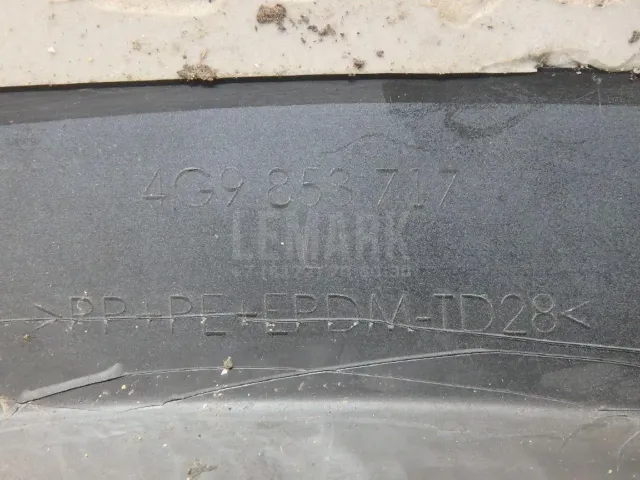 4G9 853 717
LEMARK
>PP+PE+EPDM-TD28<